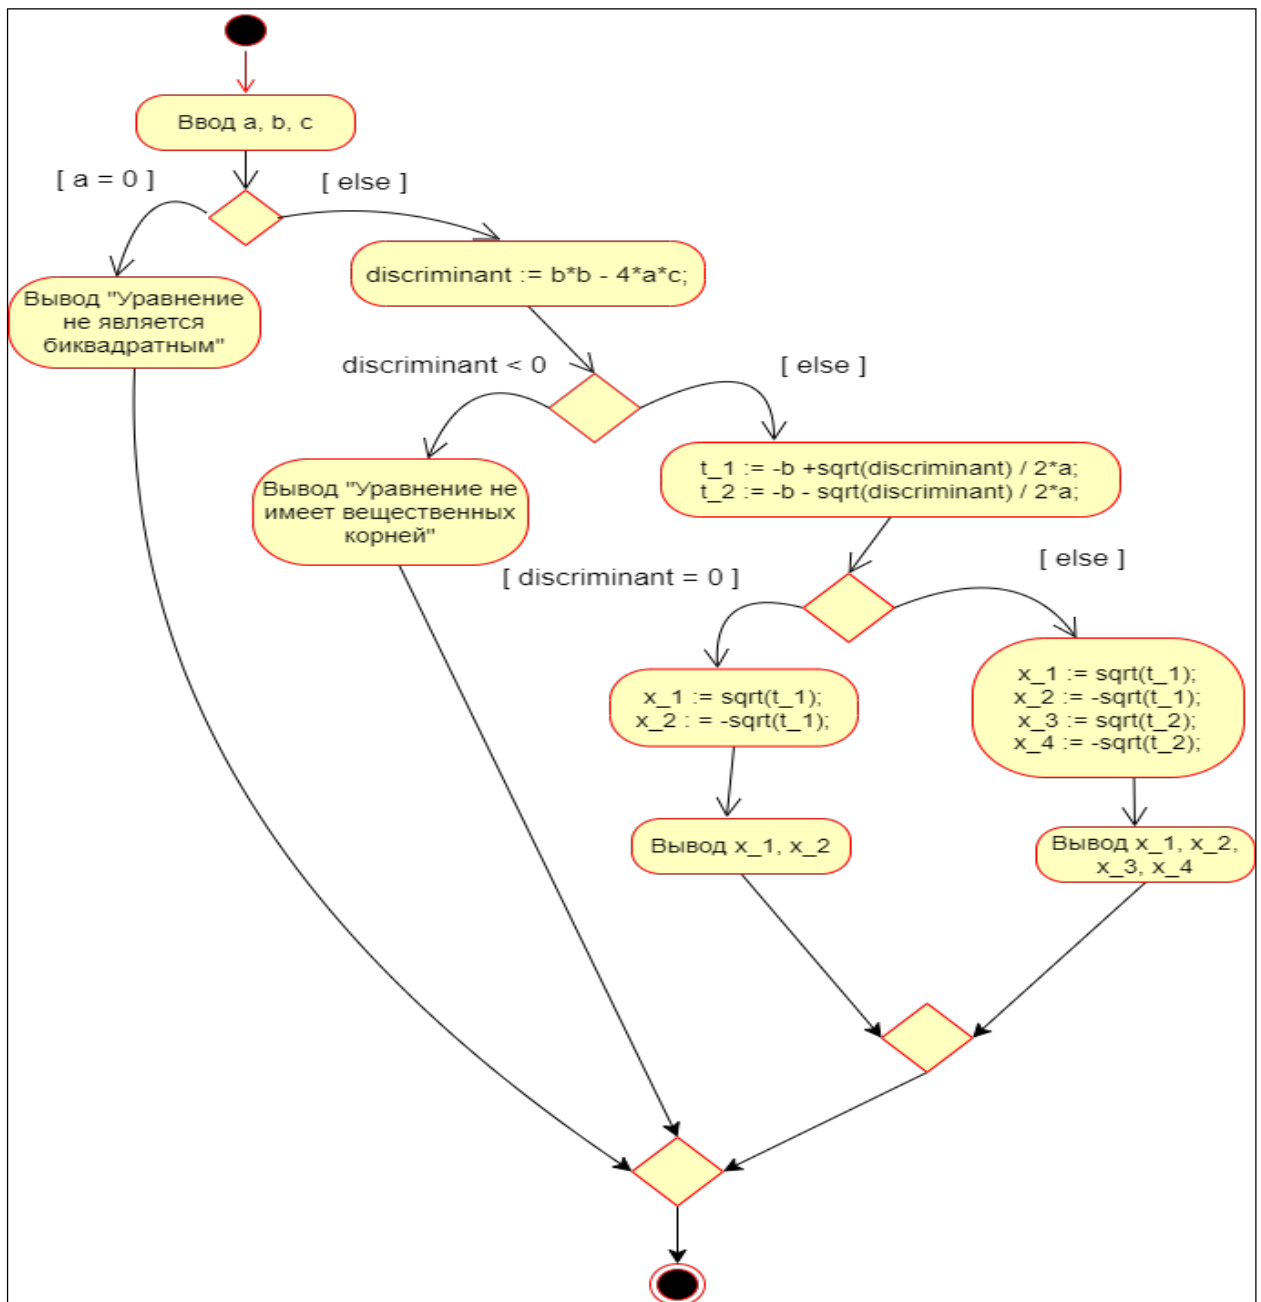 Ввод a, b, c
[ a = 0 ]
[ else ]
discriminant := b*b - 4*a*c;
Вывод "Уравнение
не является
биквадратным"
discriminant < 0
[ else ]
t_1 := -b +sqrt(discriminant) / 2*a;
t_2 := -b - sqrt(discriminant) / 2*a;
Вывод "Уравнение не
имеет вещественных
корней"
[ discriminant = 0 ]
[ else ]
x_1 := sqrt(t_1);
x_2 : = -sqrt(t_1);
x_1 := sqrt(t_1);
x_2 := -sqrt(t_1);
x_3 := sqrt(t_2);
x_4 := -sqrt(t_2);
Вывод x_1, x_2
Вывод x_1, x_2,
x_3, x_4